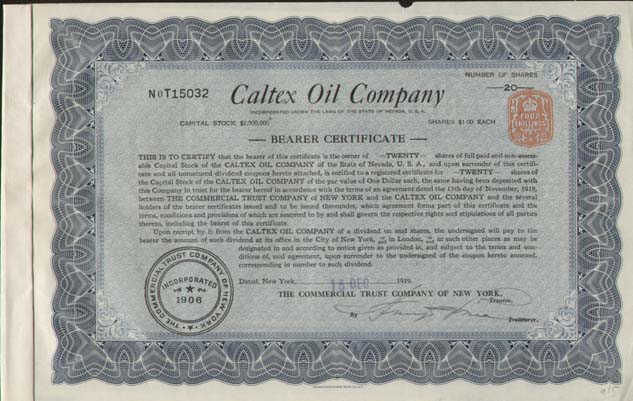 NUMBER OF SHARES
NOT15032
—20—
Caltex Oil Company
INCORPORATED UNDER THE LAWS OF THE STATE OF NEVADA, U.S.A.
CAPITAL STOCK $2,500,000
SHARES $1.00 EACH
FOUR
SHILLINGS
— BEARER CERTIFICATE —
THIS IS TO CERTIFY that the bearer of this certificate is the owner of —TWENTY— shares of full paid and non-assess-
able Capital Stock of the CALTEX OIL COMPANY of the State of Nevada, U. S. A., and upon surrender of this certifi-
cate and all unmatured dividend coupons hereto attached, is entitled to a registered certificate for —TWENTY— shares of
the Capital Stock of the CALTEX OIL COMPANY of the par value of One Dollar each, the same having been deposited with
this Company in trust for the bearer hereof in accordance with the terms of an agreement dated the 15th day of November, 1919,
between THE COMMERCIAL TRUST COMPANY of NEW YORK and the CALTEX OIL COMPANY and the several
holders of the bearer certificates issued and to be issued thereunder, which agreement forms part of this certificate and the
terms, conditions and provisions of which are assented to by and shall govern the respective rights and stipulations of all parties
thereto, including the bearer of this certificate.
Upon receipt by it from the CALTEX OIL COMPANY of a dividend on said shares, the undersigned will pay to the
bearer the amount of such dividend at its office in the City of New York, or in London, or in such other places as may be
designated in and according to notice given as provided in, and subject to the terms and con-
ditions of, said agreement, upon surrender to the undersigned of the coupon hereto annexed,
corresponding in number to such dividend.
Dated, New York, 15 DEC 1919.
THE COMMERCIAL TRUST COMPANY OF NEW YORK,
Trustee.
By
Treasurer.
THE COMMERCIAL TRUST COMPANY OF NEW YORK
INCORPORATED
1906